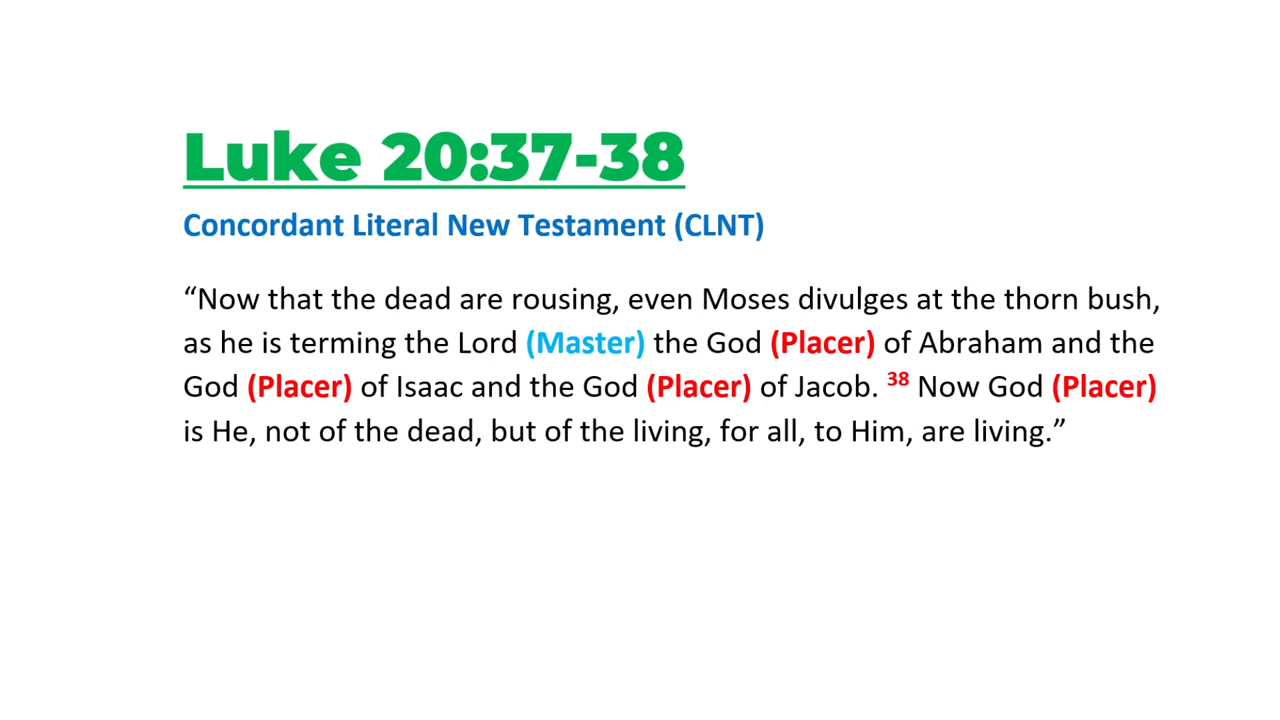 Luke 20:37-38
Concordant Literal New Testament (CLNT)
“Now that the dead are rousing, even Moses divulges at the thorn bush,
as he is terming the Lord (Master) the God (Placer) of Abraham and the
God (Placer) of Isaac and the God (Placer) of Jacob. 38 Now God (Placer)
is He, not of the dead, but of the living, for all, to Him, are living.”